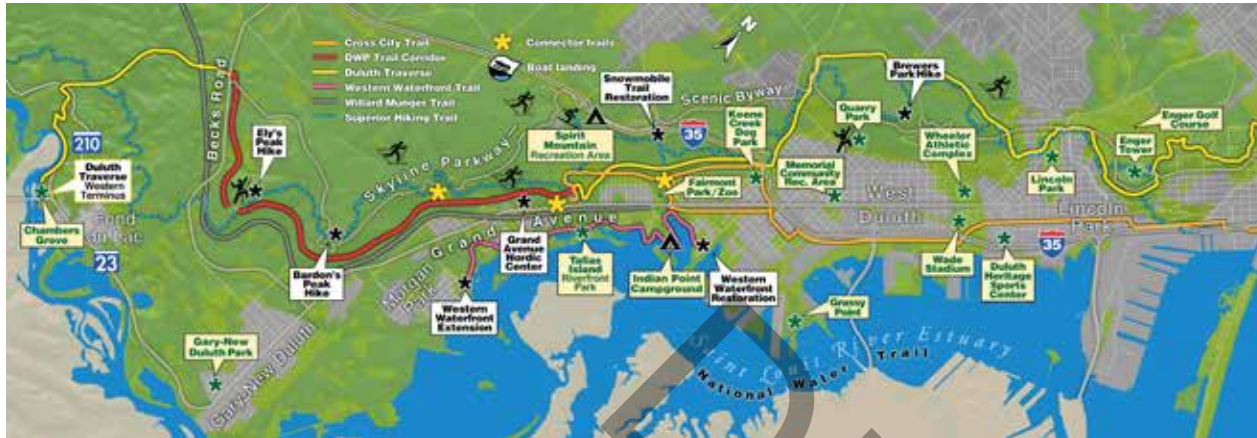 Cross City Trail
DWP Trail Corridor
Duluth Traverse
Western Waterfront Trail
Willard Munger Trail
Superior Hiking Trail
Connector trails
Boat landing
Becks Road
210
Duluth
Traverse
Western
Terminus
Chambers
Grove
Fond
du Lac
23
Ely's
Peak
Hike
Bardon's
Peak
Hike
Gary-New
Duluth Park
Gary-New Duluth
Skyline Parkway
Spirit
Mountain
Recreation Area
Snowmobile
Trail
Restoration
Scenic Byway
35
Keene
Creek
Dog
Park
Fairmont
Park/Zoo
Grand Avenue
Morgan
Park
Grand
Avenue
Nordic
Center
Western
Waterfront
Extension
Tallas
Island
Riverfront
Park
Indian Point
Campground
Western
Waterfront
Restoration
Memorial
Community
Rec. Area
Quarry
Park
Brewers
Park Hike
Wheeler
Athletic
Complex
West
Duluth
Wade
Stadium
Duluth
Heritage
Sports
Center
Grassy
Point
Saint Louis River Estuary
National Water Trail
Lincoln
Park
Lincoln
Park
35
Enger Golf
Course
Enger
Tower